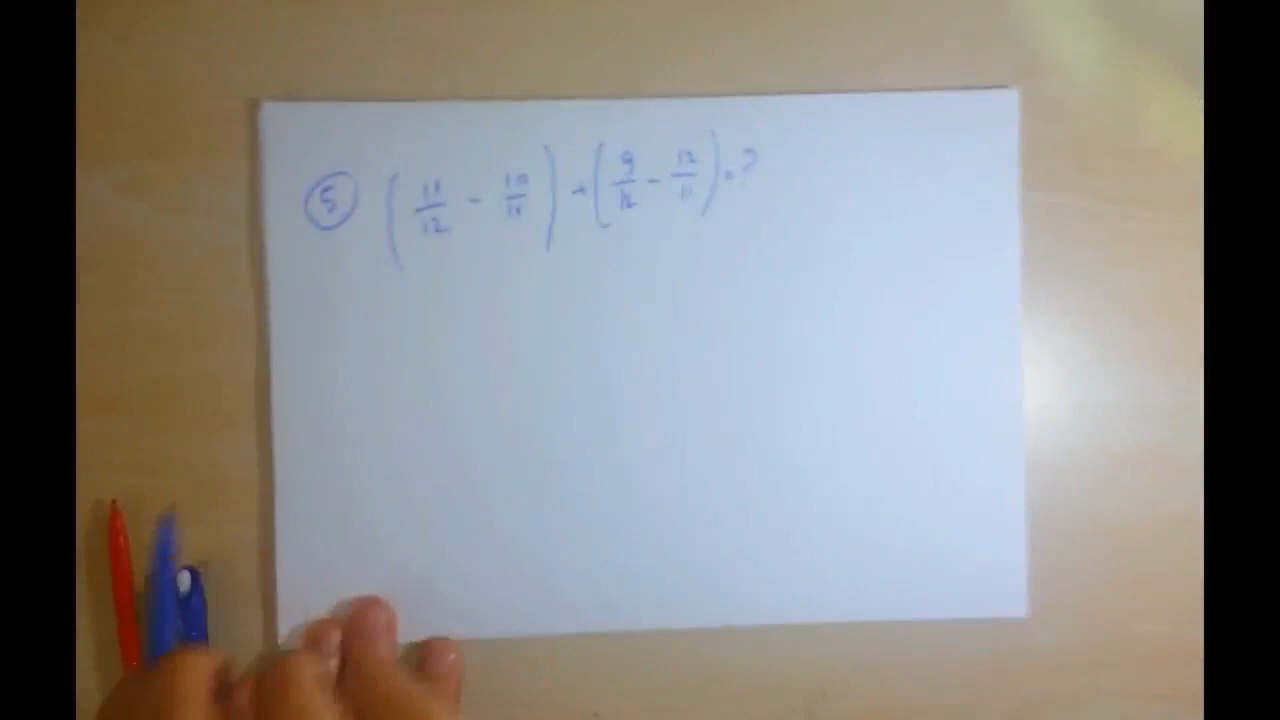 5 ( 11/12 - 10/11 ) + ( 9/12 - 12/11 ) = ?